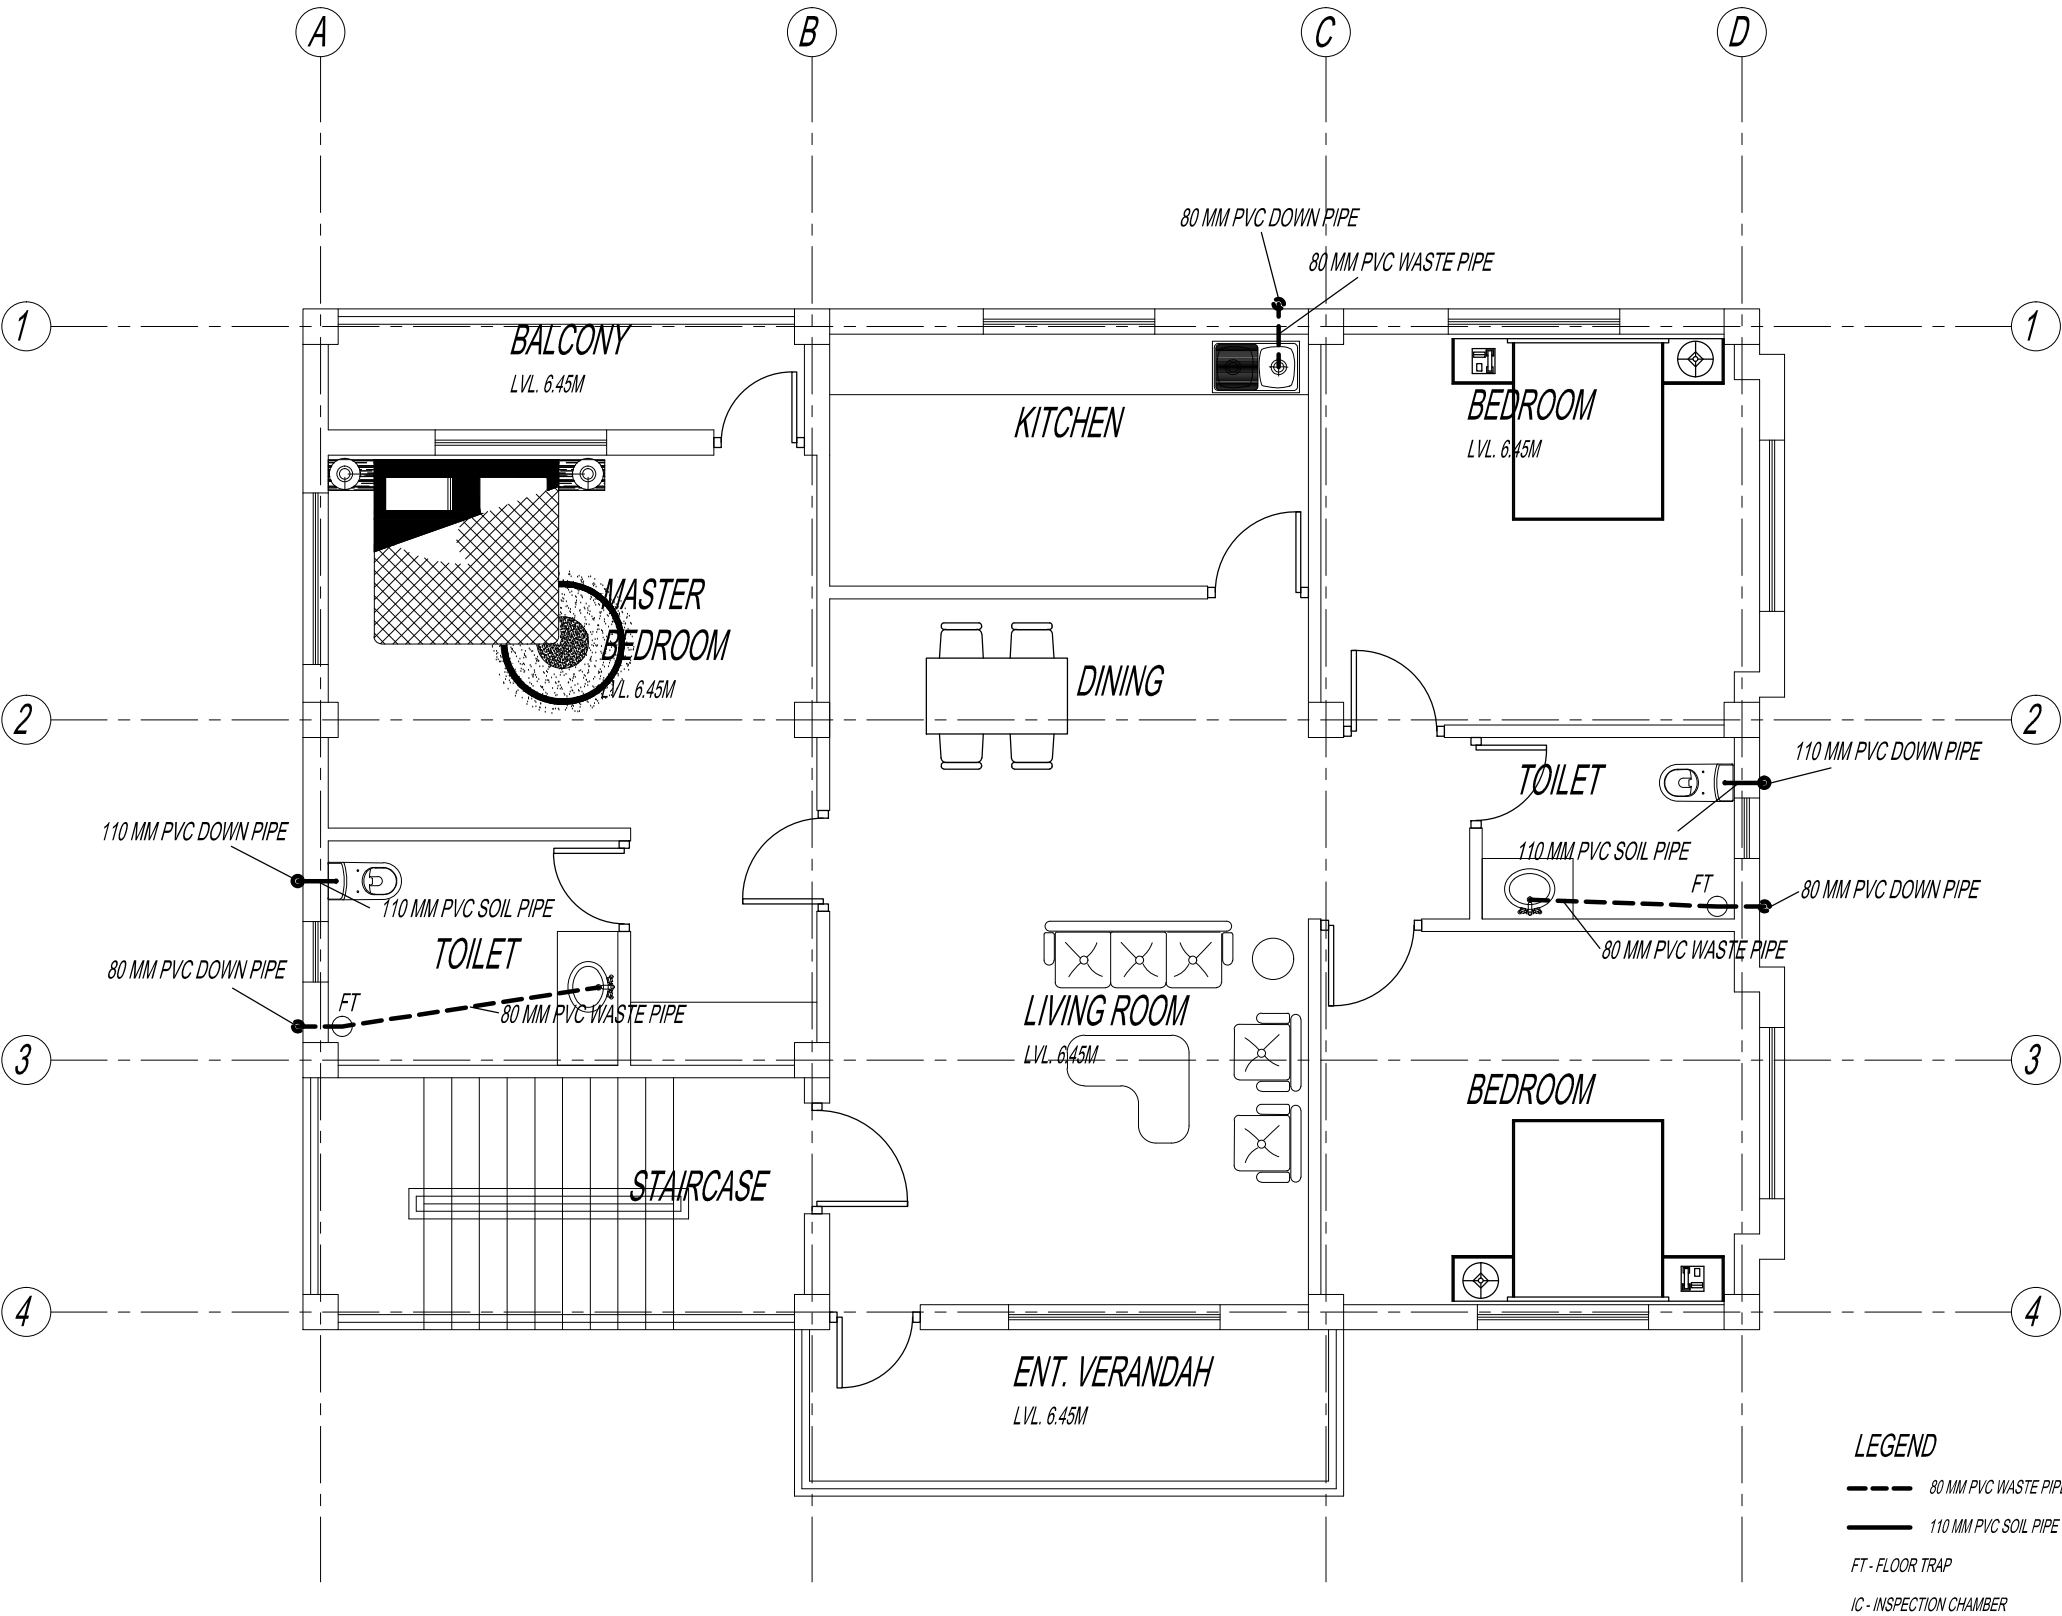 A
B
C
D
80 MM PVC DOWN PIPE
80 MM PVC WASTE PIPE
1
1
BALCONY
LVL. 6.45M
KITCHEN
BEDROOM
LVL. 6.45M
MASTER
BEDROOM
LVL. 6.45M
DINING
2
2
110 MM PVC DOWN PIPE
TOILET
110 MM PVC DOWN PIPE
110 MM PVC SOIL PIPE
FT
80 MM PVC DOWN PIPE
110 MM PVC SOIL PIPE
TOILET
80 MM PVC WASTE PIPE
80 MM PVC DOWN PIPE
FT
80 MM PVC WASTE PIPE
LIVING ROOM
LVL. 6.45M
3
3
BEDROOM
STAIRCASE
4
4
ENT. VERANDAH
LVL. 6.45M
LEGEND
80 MM PVC WASTE PIPE
110 MM PVC SOIL PIPE
FT - FLOOR TRAP
IC - INSPECTION CHAMBER